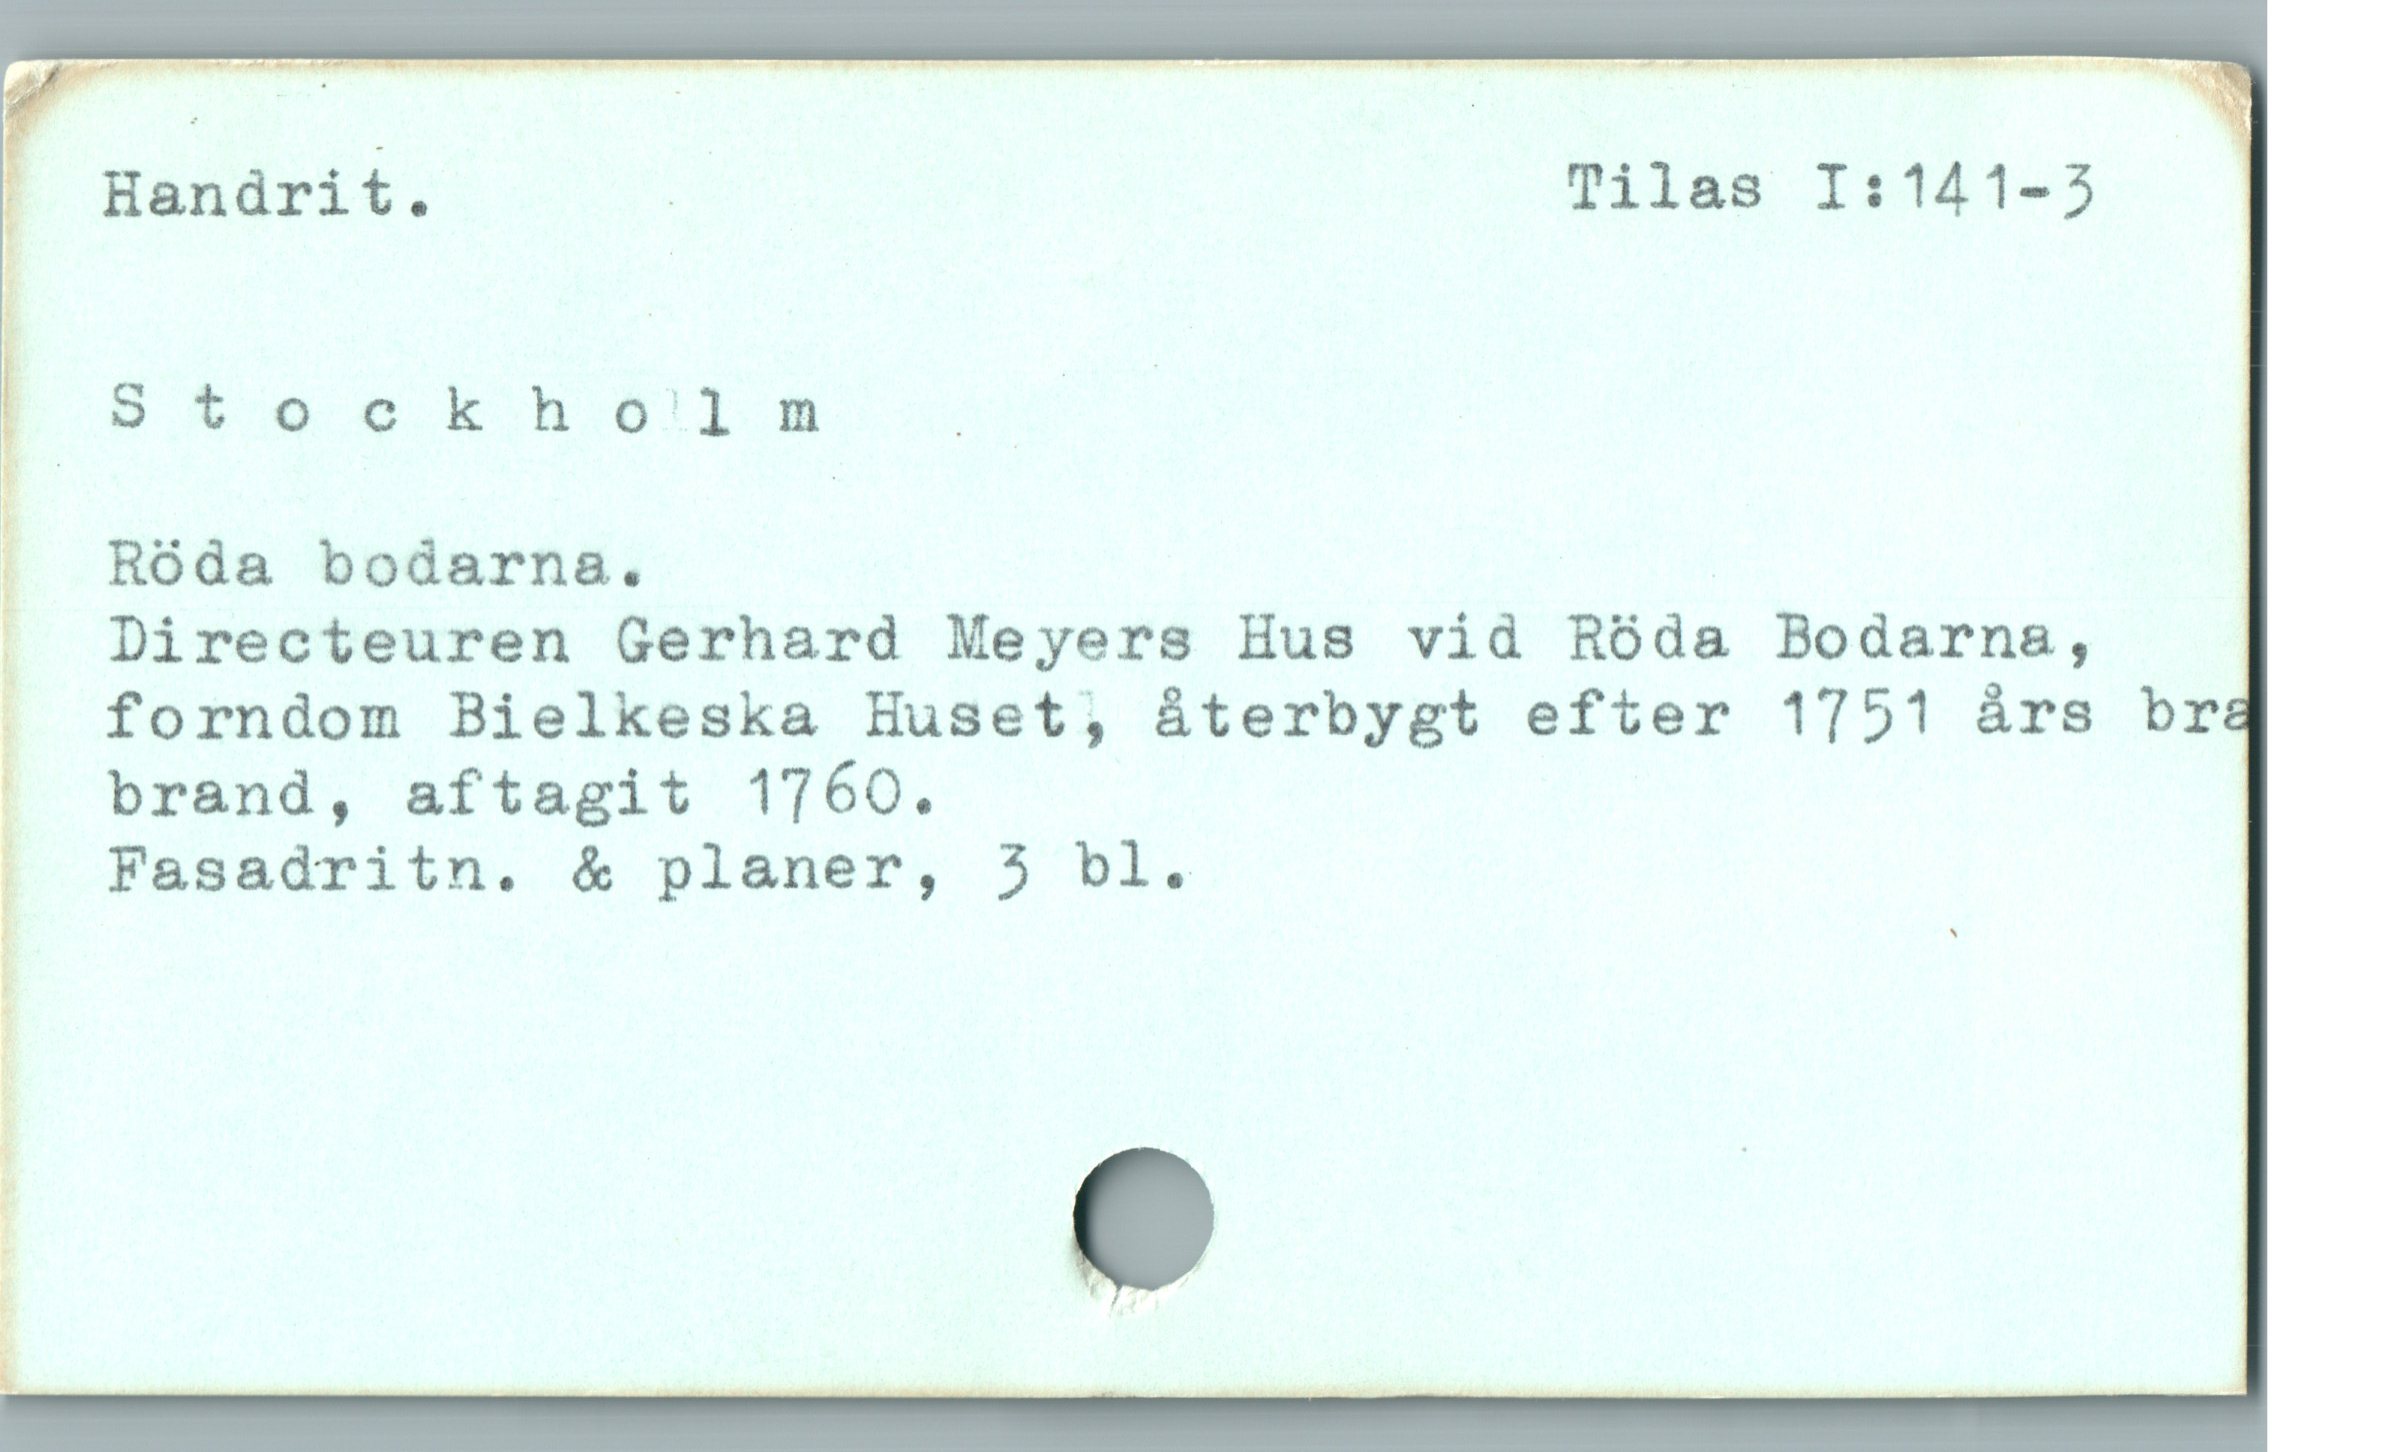 Handrit. Tilas I:141-3
S t o c k h o l m
Röda bodarna.
Directeuren Gerhard Meyers Hus vid Röda Bodarna,
forndom Bielkeska Huset, återbygt efter 1751 års bra
brand, aftagit 1760.
Fasadritn. & planer, 3 bl.